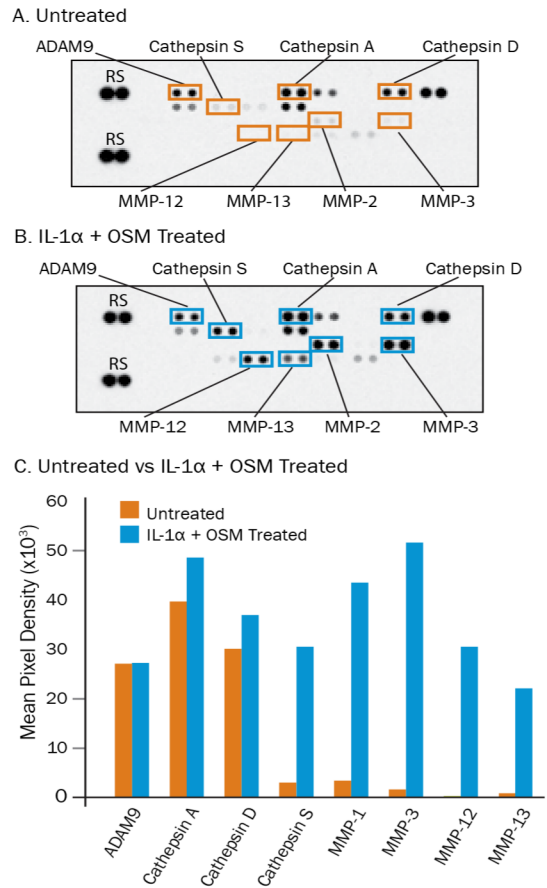 A. Untreated
ADAM9 Cathepsin S Cathepsin A Cathepsin D
RS
RS
MMP-12 MMP-13 MMP-2 MMP-3
B. IL-1α + OSM Treated
ADAM9 Cathepsin S Cathepsin A Cathepsin D
RS
RS
MMP-12 MMP-13 MMP-2 MMP-3
C. Untreated vs IL-1α + OSM Treated
Mean Pixel Density (x10³)
60
50
40
30
20
10
0
Untreated
IL-1α + OSM Treated
ADAM9 Cathepsin A Cathepsin D Cathepsin S MMP-1 MMP-3 MMP-12 MMP-13